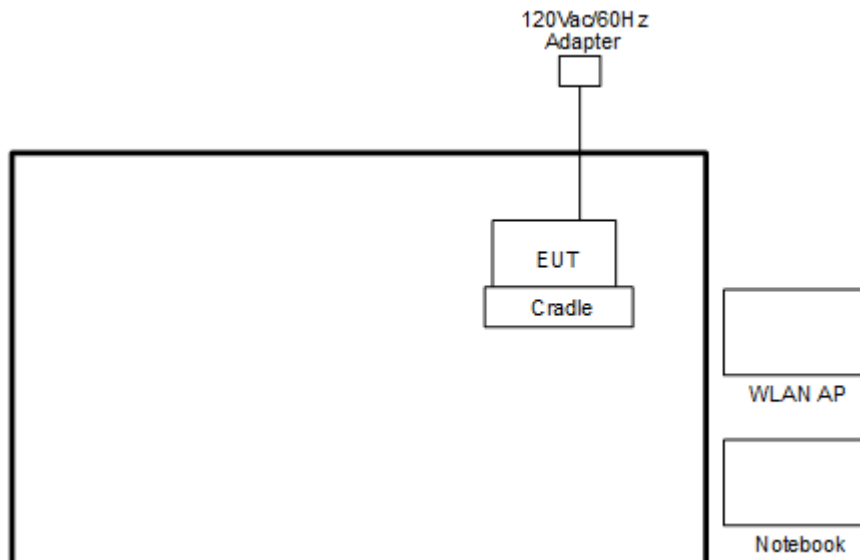 120Vac/60Hz
Adapter
EUT
Cradle
WLAN AP
Notebook